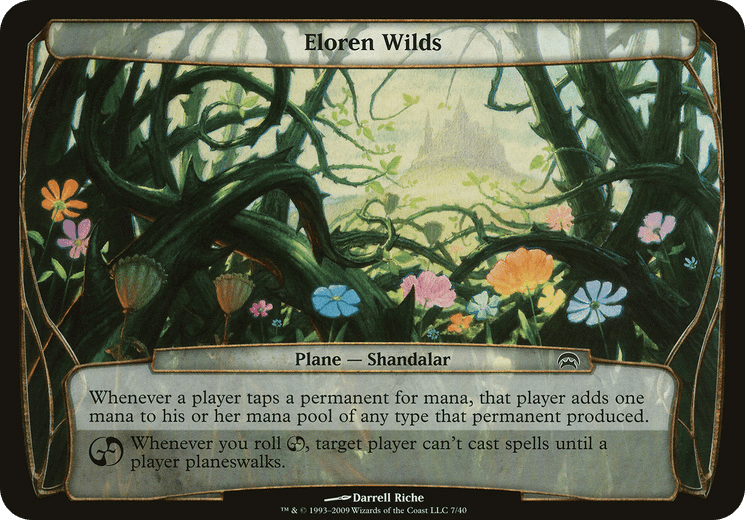 Eloren Wilds
Plane — Shandalar
Whenever a player taps a permanent for mana, that player adds one
mana to his or her mana pool of any type that permanent produced.
Whenever you roll , target player can't cast spells until a
player planeswalks.
Darrell Riche
™ & © 1993–2009 Wizards of the Coast LLC 7/40